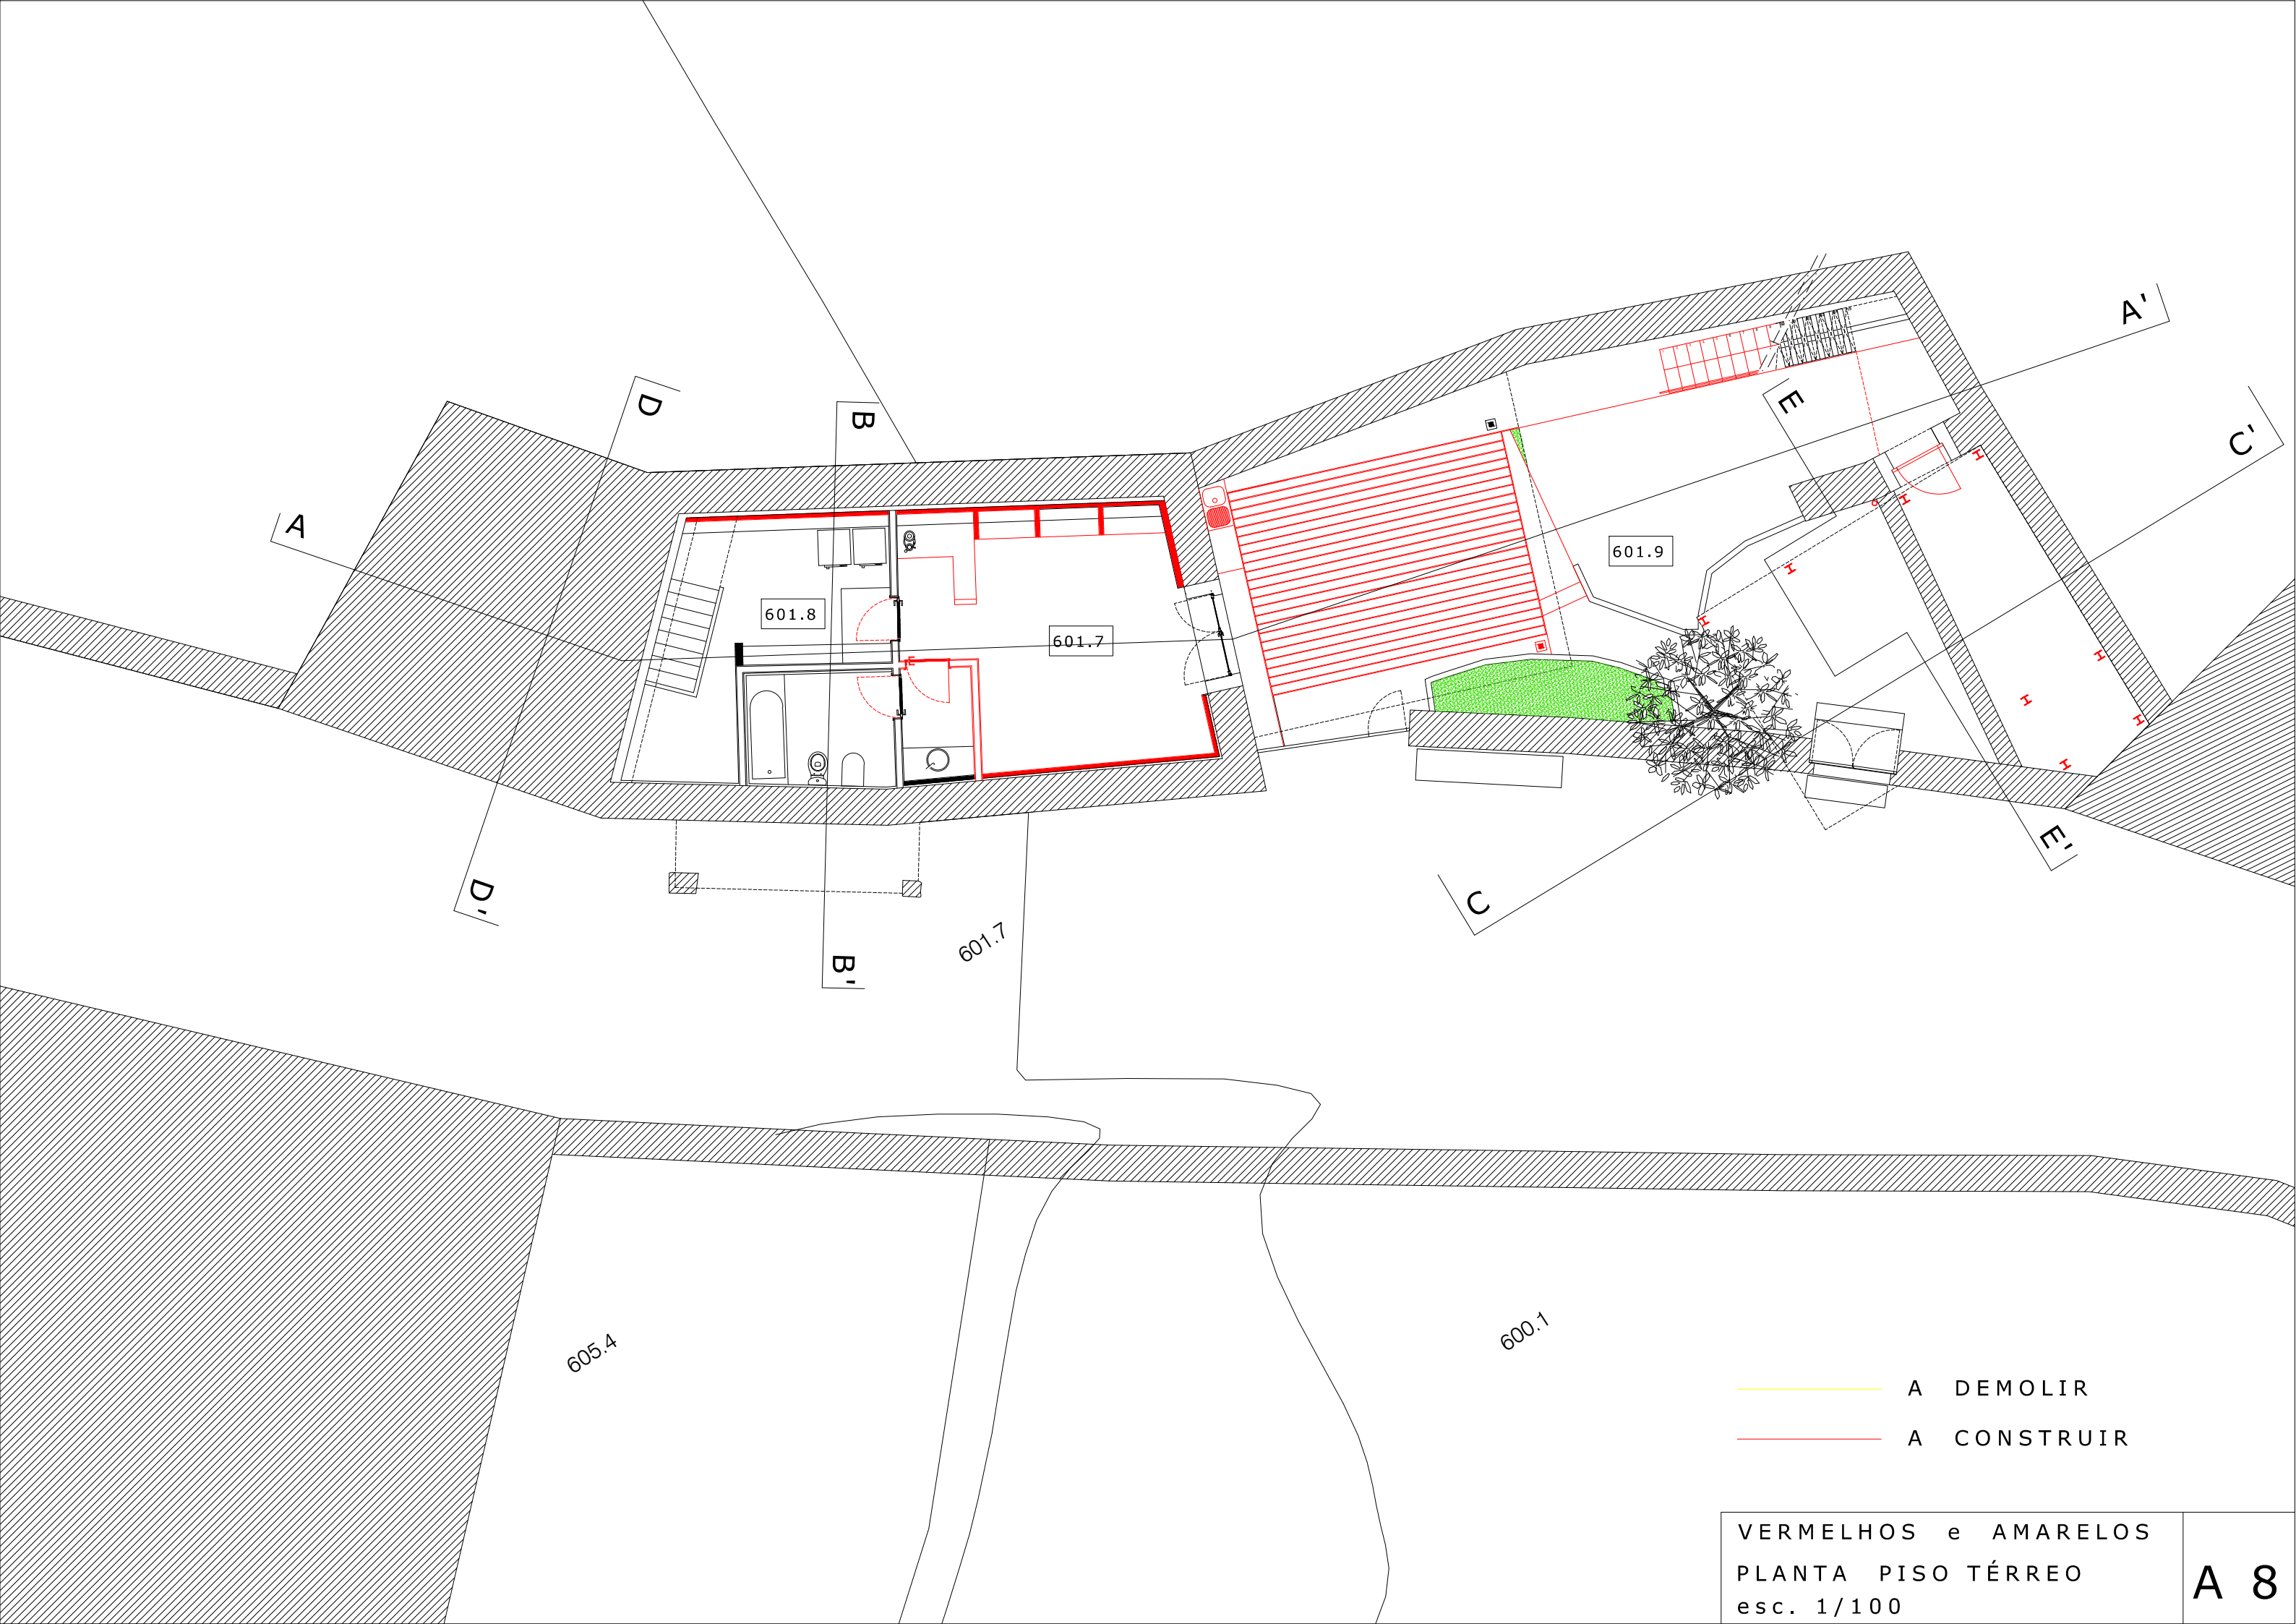 A'
D
B
E
C'
A
601.9
601.8
601.7
E'
D'
C
601.7
B'
600.1
605.4
A DEMOLIR
A CONSTRUIR
VERMELHOS e AMARELOS
PLANTA PISO TÉRREO
esc. 1/100
A 8